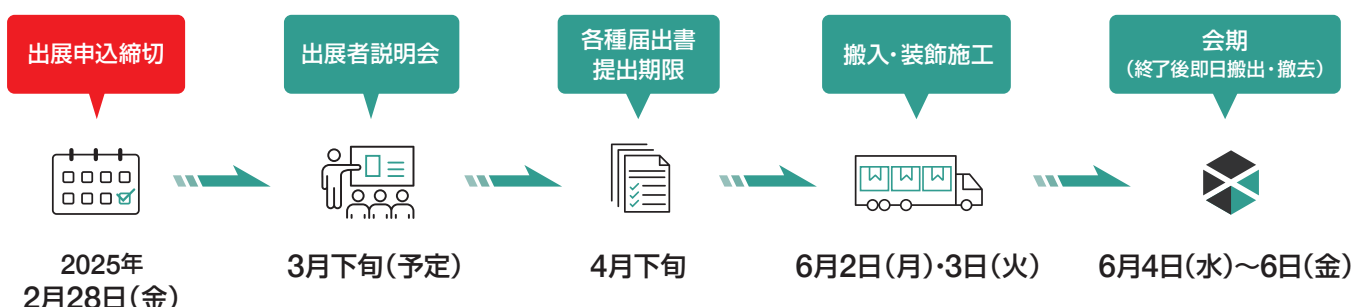 出展申込締切
出展者説明会
各種届出書
提出期限
搬入・装飾施工
会期
（終了後即日搬出・撤去）
2025年
2月28日（金）
3月下旬（予定）
4月下旬
6月2日（月）・3日（火）
6月4日（水）～6日（金）